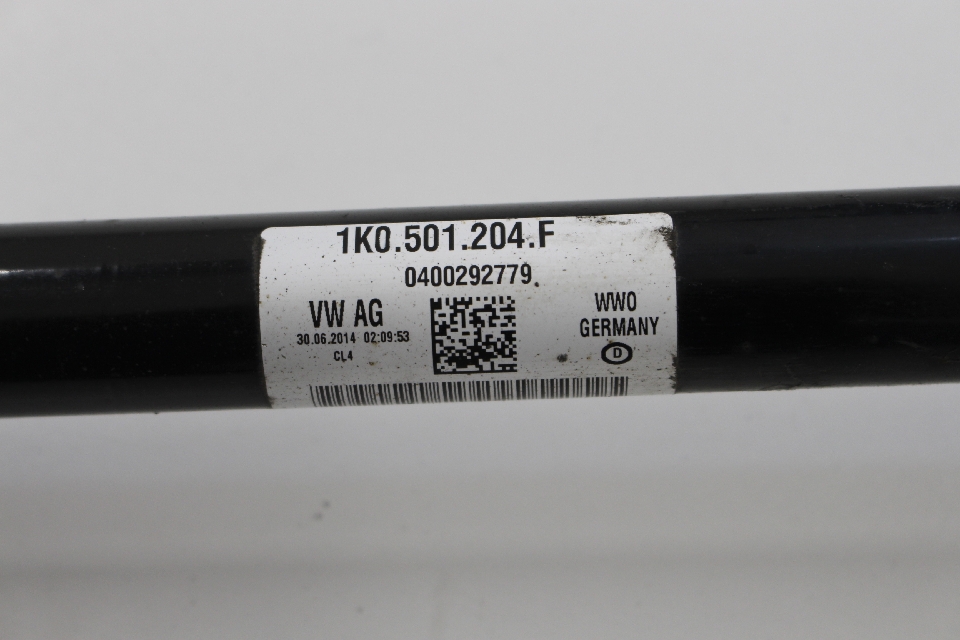 1K0.501.204.F
0400292779
VW AG
30.06.2014 02:09:53
CL4
WWO
GERMANY
D